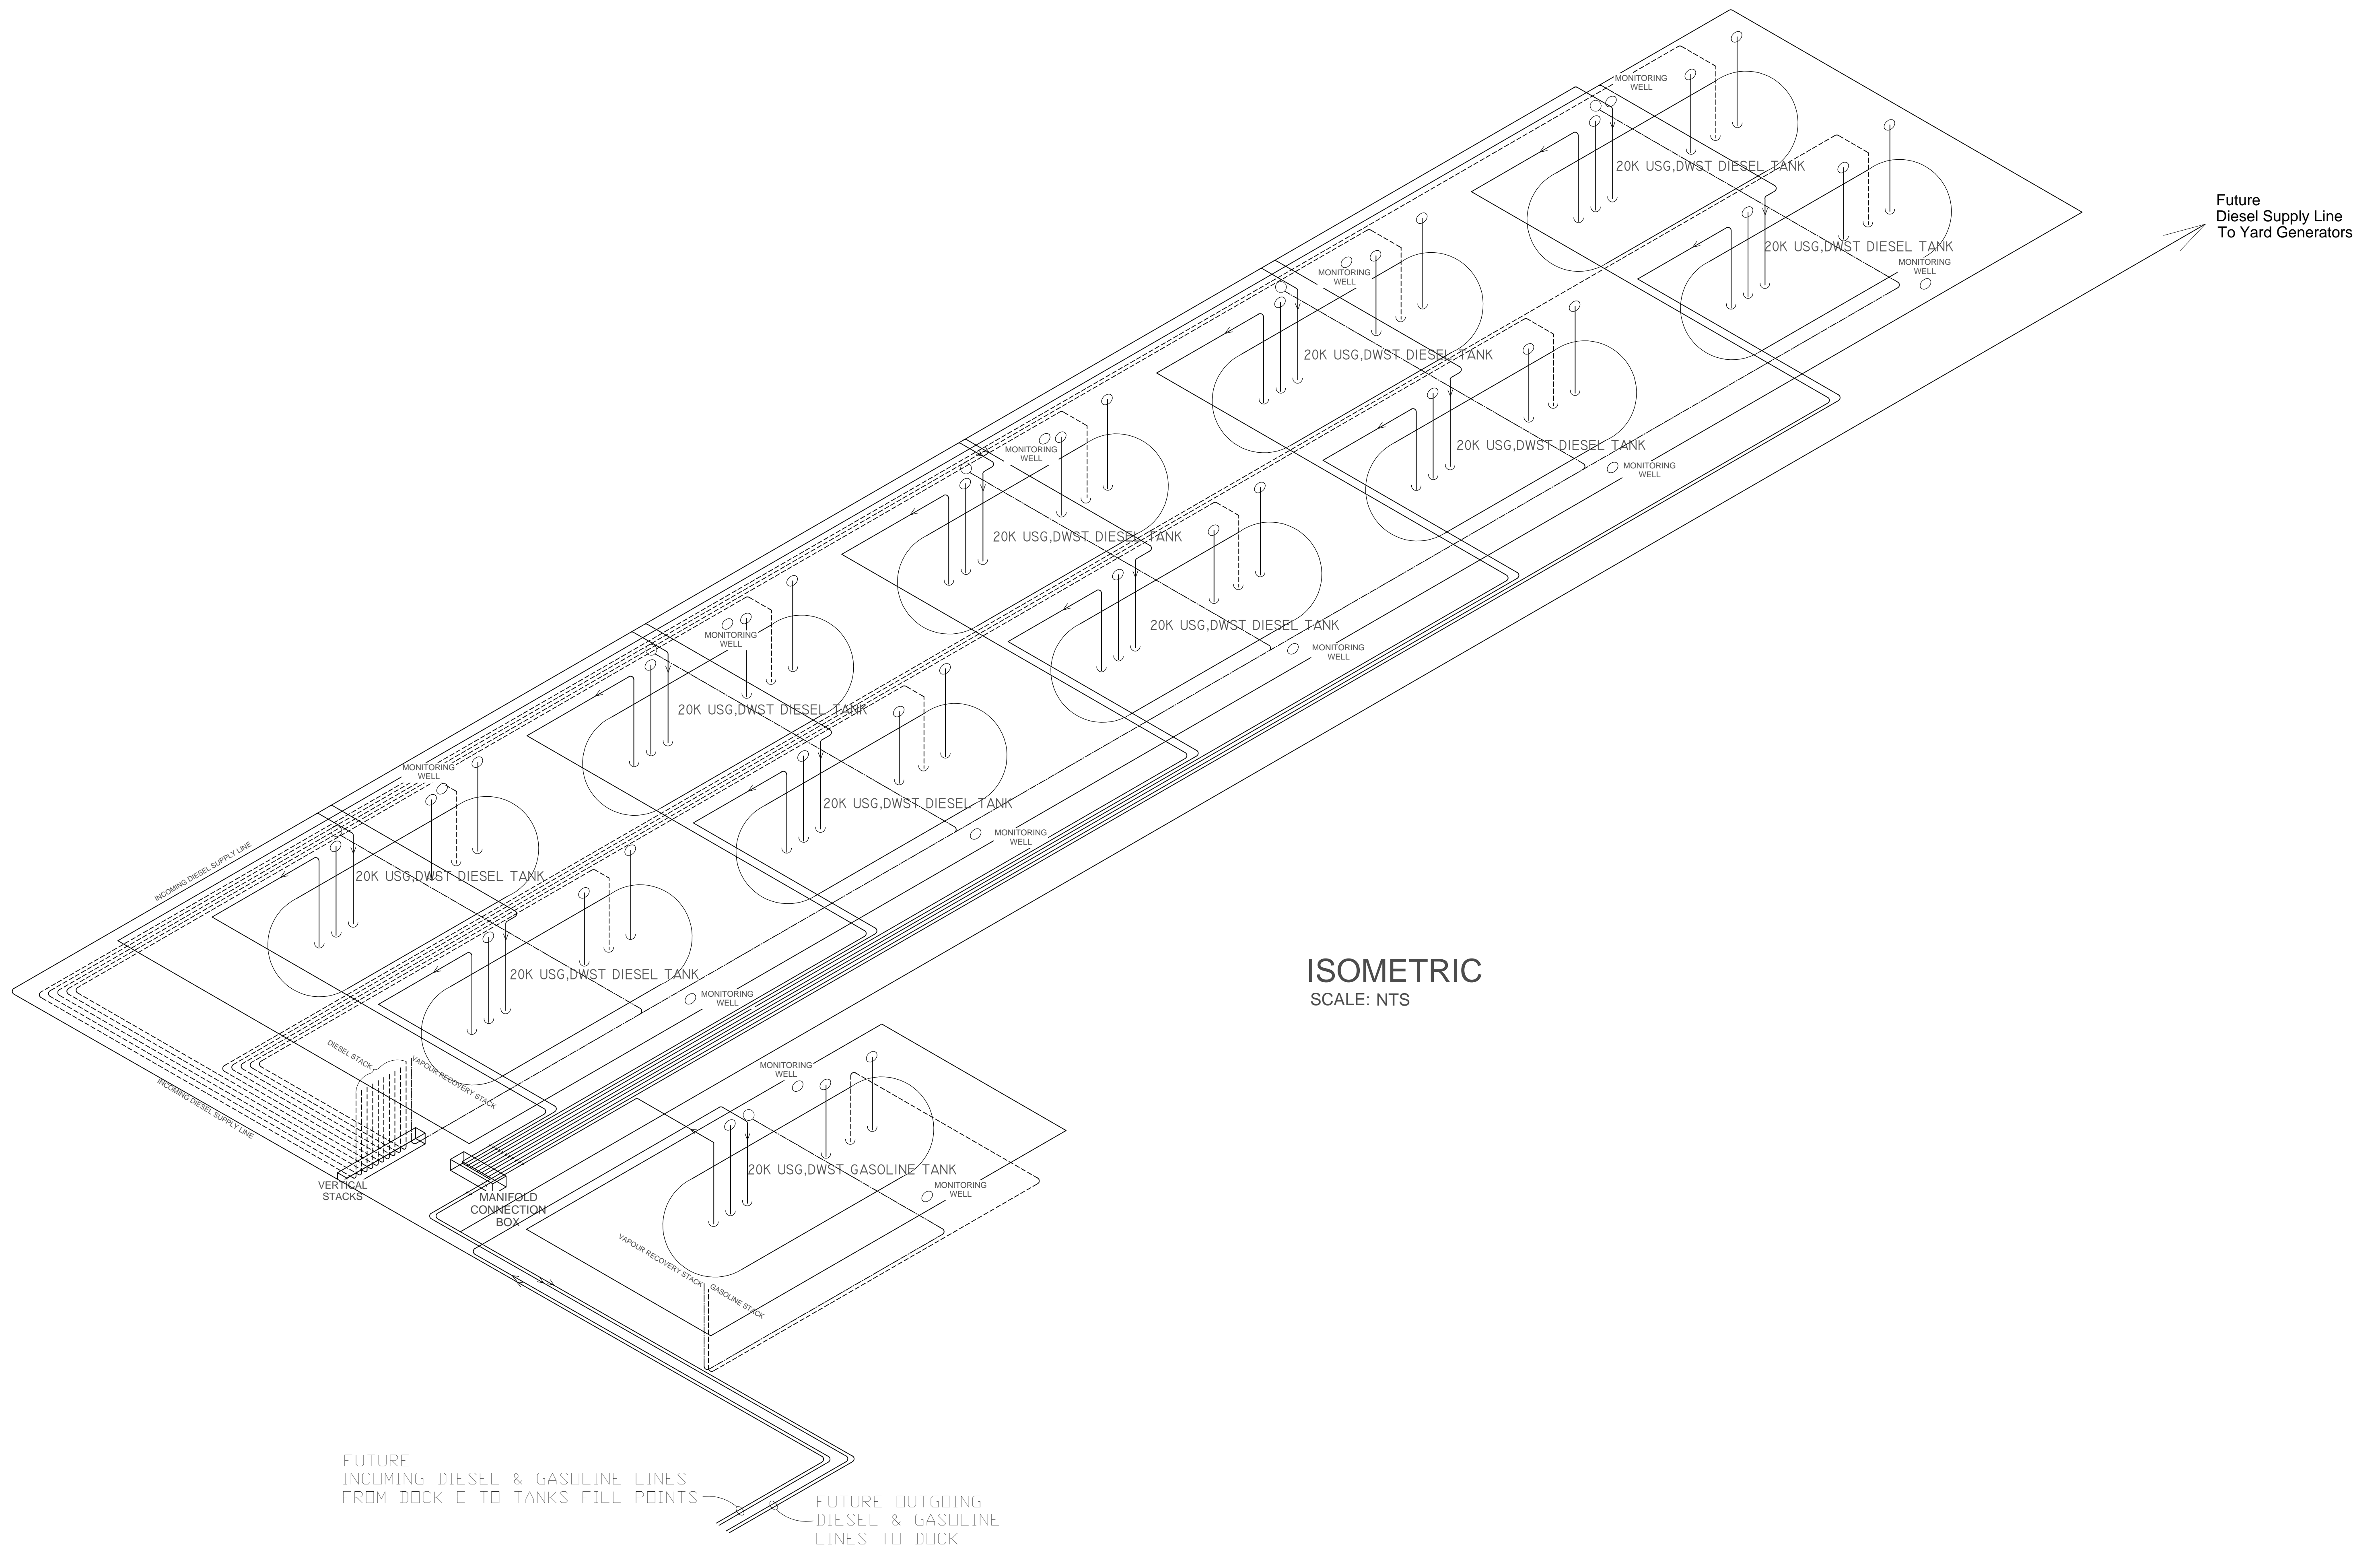 MONITORING
WELL
20K USG,DWST DIESEL TANK
Future
Diesel Supply Line
To Yard Generators
20K USG,DWST DIESEL TANK
MONITORING
WELL
MONITORING
WELL
20K USG,DWST DIESEL TANK
20K USG,DWST DIESEL TANK
MONITORING
WELL
MONITORING
WELL
20K USG,DWST DIESEL TANK
20K USG,DWST DIESEL TANK
MONITORING
WELL
MONITORING
WELL
20K USG,DWST DIESEL TANK
20K USG,DWST DIESEL TANK
MONITORING
WELL
MONITORING
WELL
INCOMING DIESEL SUPPLY LINE
20K USG,DWST DIESEL TANK
20K USG,DWST DIESEL TANK
MONITORING
WELL
ISOMETRIC
SCALE: NTS
DIESEL STACK
VAPOUR RECOVERY STACK
INCOMING DIESEL SUPPLY LINE
MONITORING
WELL
20K USG,DWST GASOLINE TANK
VERTICAL
STACKS
MANIFOLD
CONNECTION
BOX
MONITORING
WELL
VAPOUR RECOVERY STACK
GASOLINE STACK
FUTURE
INCOMING DIESEL & GASOLINE LINES
FROM DOCK E TO TANKS FILL POINTS
FUTURE OUTGOING
DIESEL & GASOLINE
LINES TO DOCK